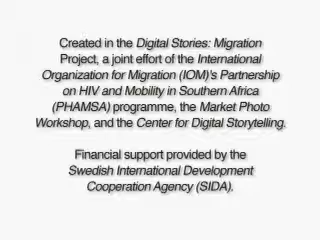 Created in the Digital Stories: Migration
Project, a joint effort of the International
Organization for Migration (IOM)'s Partnership
on HIV and Mobility in Southern Africa
(PHAMSA) programme, the Market Photo
Workshop, and the Center for Digital Storytelling.
Financial support provided by the
Swedish International Development
Cooperation Agency (SIDA).